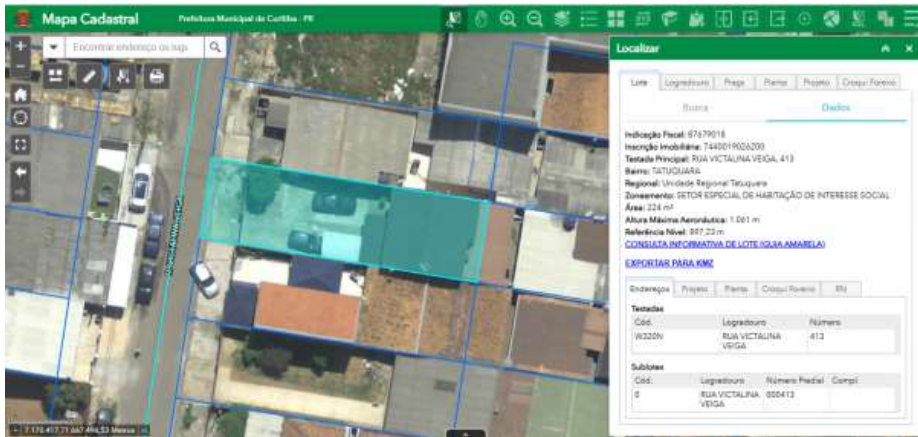 Mapa Cadastral
Prefeitura Municipal de Curitiba - PR
Encontrar endereço ou luga
Localizar
Lote Logradouro Praça Planta Projeto Croqui Foreiro
Busca Dados
Indicação Fiscal: 87679018
Inscrição Imobiliária: 7440019026200
Testada Principal: RUA VICTALINA VEIGA, 413
Bairro: TATUQUARA
Regional: Unidade Regional Tatuquara
Zoneamento: SETOR ESPECIAL DE HABITAÇÃO DE INTERESSE SOCIAL
Área: 224 m²
Altura Máxima Aeronáutica: 1.061 m
Referência Nível: 897,23 m
CONSULTA INFORMATIVA DE LOTE (GUIA AMARELA)
EXPORTAR PARA KMZ
Endereços Projeto Planta Croqui Foreiro RN
Testadas
Cód. Logradouro Número
W320N RUA VICTALINA 413
VEIGA
Sublotes
Cód. Logradouro Número Predial Compl.
0 RUA VICTALINA 000413
VEIGA